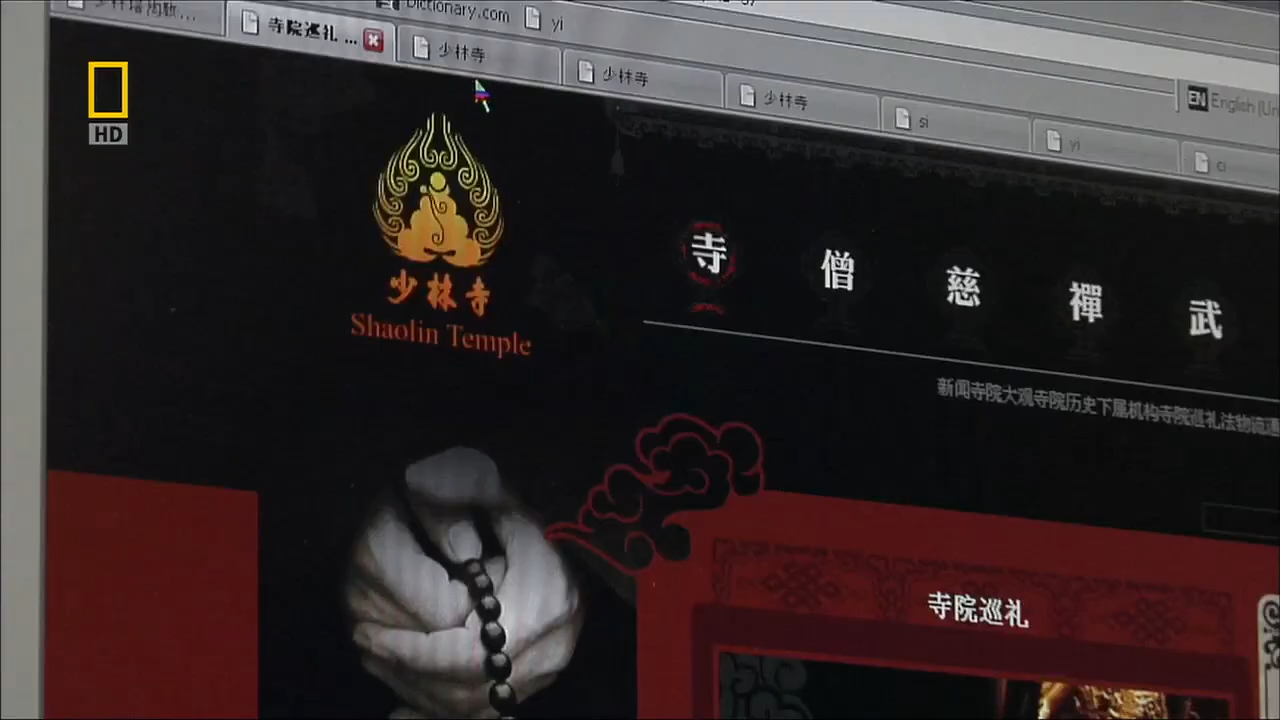 Dictionary.com
yi
寺院巡礼 ...
少林寺
少林寺
少林寺
si
yi
EN English
HD
少林寺
Shaolin Temple
寺 僧 慈 禪 武
新闻寺院大观寺院历史下属机构寺院巡礼法物流通
寺院巡礼